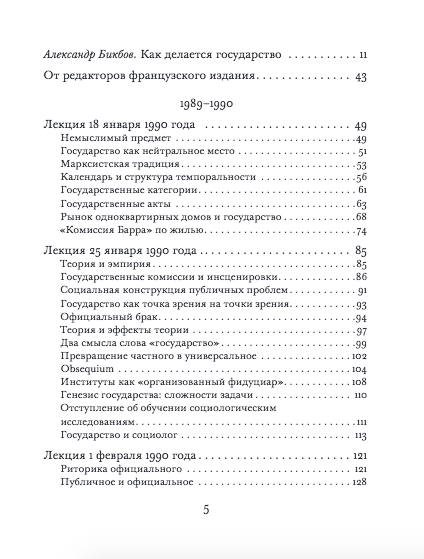 Александр Бикбов. Как делается государство . . . . . . . . . . . 11
От редакторов французского издания. . . . . . . . . . . . . . . 43
1989–1990
Лекция 18 января 1990 года . . . . . . . . . . . . . . . . . . . . . . . 49
Немыслимый предмет . . . . . . . . . . . . . . . . . . . . . . . . . . . . 49
Государство как нейтральное место . . . . . . . . . . . . . . . . . . 51
Марксистская традиция. . . . . . . . . . . . . . . . . . . . . . . . . . . 53
Календарь и структура темпоральности . . . . . . . . . . . . . . . 56
Государственные категории. . . . . . . . . . . . . . . . . . . . . . . . 61
Государственные акты . . . . . . . . . . . . . . . . . . . . . . . . . . . 63
Рынок одноквартирных домов и государство . . . . . . . . . . . 68
«Комиссия Барра» по жилью. . . . . . . . . . . . . . . . . . . . . . . 74
Лекция 25 января 1990 года . . . . . . . . . . . . . . . . . . . . . . . 85
Теория и эмпирия . . . . . . . . . . . . . . . . . . . . . . . . . . . . . . . 85
Государственные комиссии и инсценировки. . . . . . . . . . . . 86
Социальная конструкция публичных проблем. . . . . . . . . . 91
Государство как точка зрения на точки зрения. . . . . . . . . . 93
Официальный брак. . . . . . . . . . . . . . . . . . . . . . . . . . . . . . 94
Теория и эффекты теории . . . . . . . . . . . . . . . . . . . . . . . . 97
Два смысла слова «государство». . . . . . . . . . . . . . . . . . . . 99
Превращение частного в универсальное . . . . . . . . . . . . . . 102
Obsequium . . . . . . . . . . . . . . . . . . . . . . . . . . . . . . . . . . . 104
Институты как «организованный фидуциар». . . . . . . . . . . 108
Генезис государства: сложности задачи . . . . . . . . . . . . . . 110
Отступление об обучении социологическим
исследованиям. . . . . . . . . . . . . . . . . . . . . . . . . . . . . . . . . 111
Государство и социолог . . . . . . . . . . . . . . . . . . . . . . . . . . 113
Лекция 1 февраля 1990 года . . . . . . . . . . . . . . . . . . . . . . . 121
Риторика официального . . . . . . . . . . . . . . . . . . . . . . . . . 121
Публичное и официальное . . . . . . . . . . . . . . . . . . . . . . . 128
5